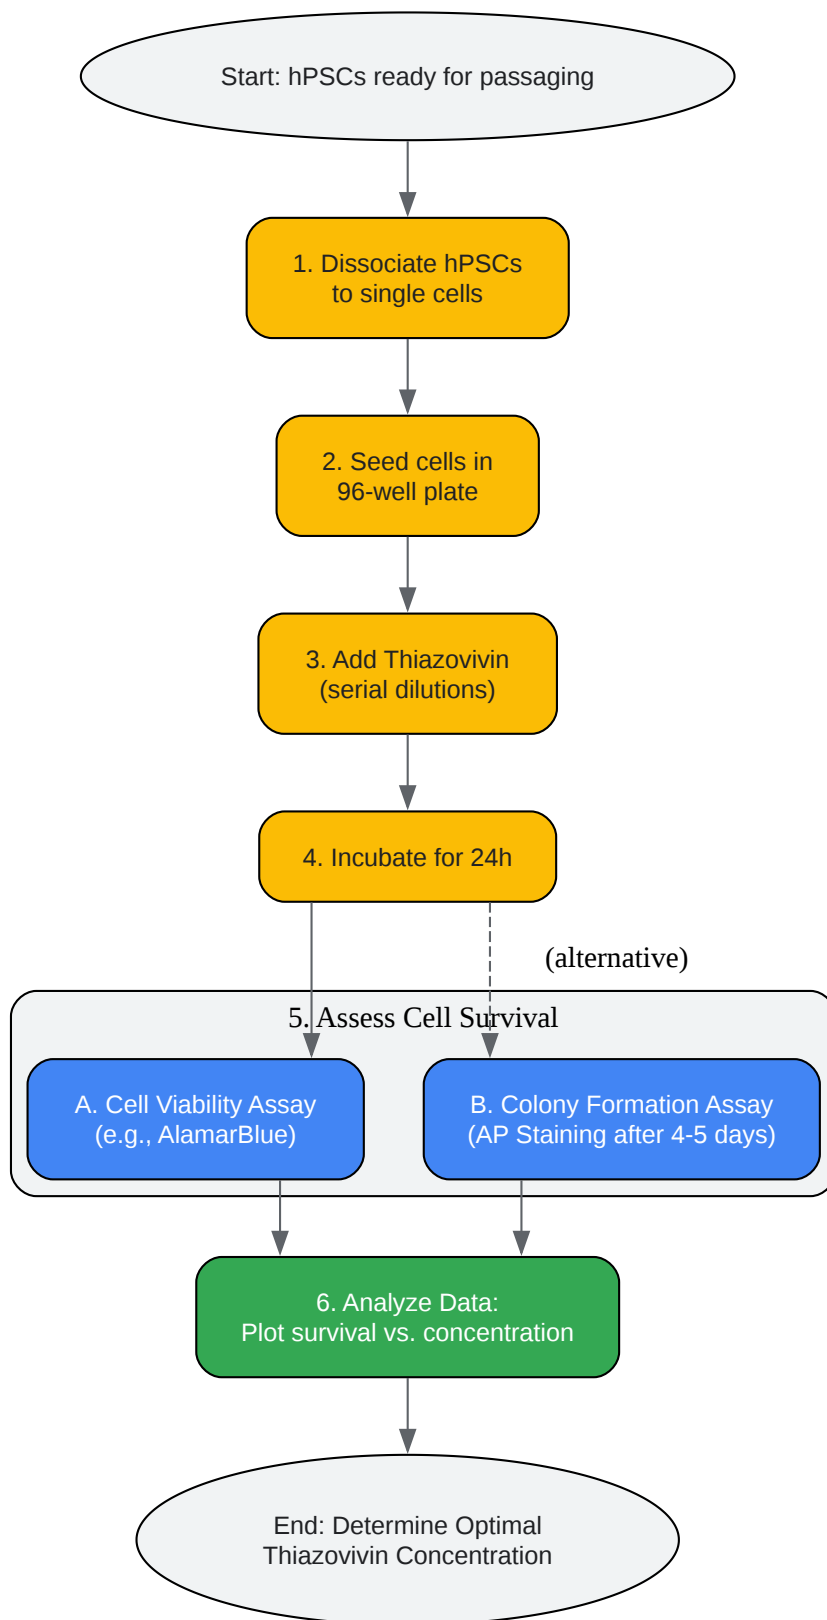 Start: hPSCs ready for passaging
1. Dissociate hPSCs
to single cells
2. Seed cells in
96-well plate
3. Add Thiazovivin
(serial dilutions)
4. Incubate for 24h
(alternative)
5. Assess Cell Survival
A. Cell Viability Assay
(e.g., AlamarBlue)
B. Colony Formation Assay
(AP Staining after 4-5 days)
6. Analyze Data:
Plot survival vs. concentration
End: Determine Optimal
Thiazovivin Concentration